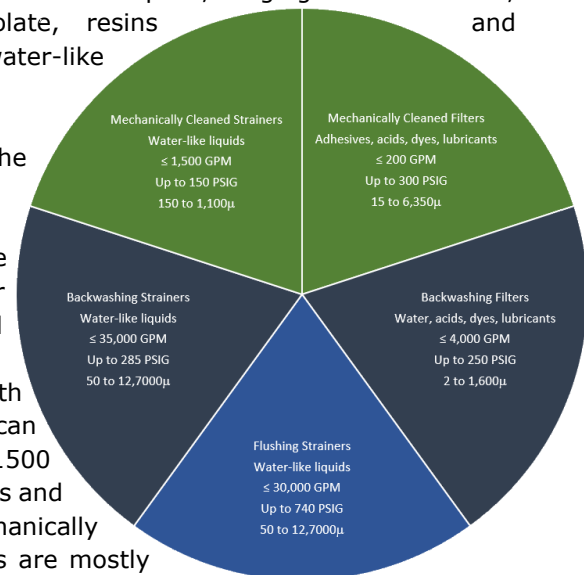 plate, resins and
water-like
he
Mechanically Cleaned Strainers
Water-like liquids
≤ 1,500 GPM
Up to 150 PSIG
150 to 1,100µ
Mechanically Cleaned Filters
Adhesives, acids, dyes, lubricants
≤ 200 GPM
Up to 300 PSIG
15 to 6,350µ
Backwashing Strainers
Water-like liquids
≤ 35,000 GPM
Up to 285 PSIG
50 to 12,7000µ
Backwashing Filters
Water, acids, dyes, lubricants
≤ 4,000 GPM
Up to 250 PSIG
2 to 1,600µ
Flushing Strainers
Water-like liquids
≤ 30,000 GPM
Up to 740 PSIG
50 to 12,7000µ
e
r
th
can
1500
s and
hanically
s are mostly